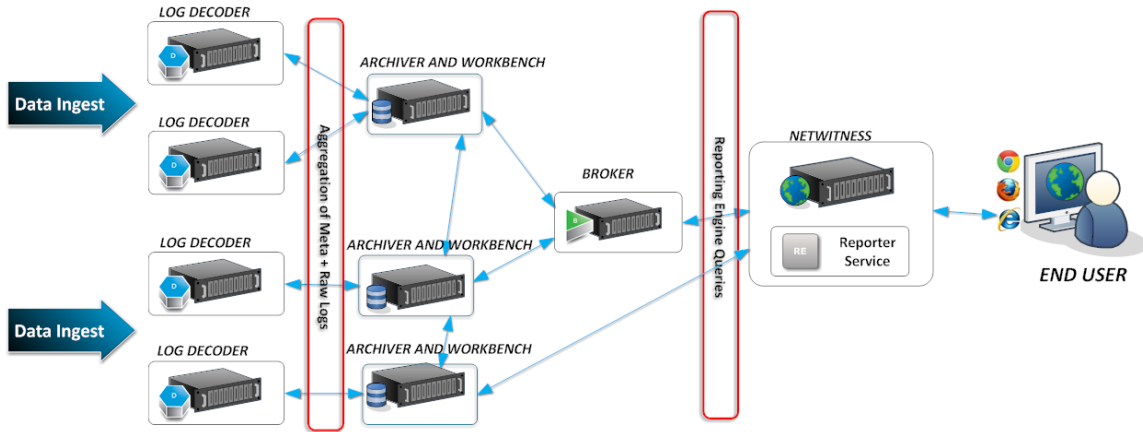 LOG DECODER
Data Ingest
LOG DECODER
LOG DECODER
Data Ingest
LOG DECODER
Aggregation of Meta + Raw Logs
ARCHIVER AND WORKBENCH
ARCHIVER AND WORKBENCH
ARCHIVER AND WORKBENCH
BROKER
Reporting Engine Queries
NETWITNESS
RE
Reporter
Service
END USER